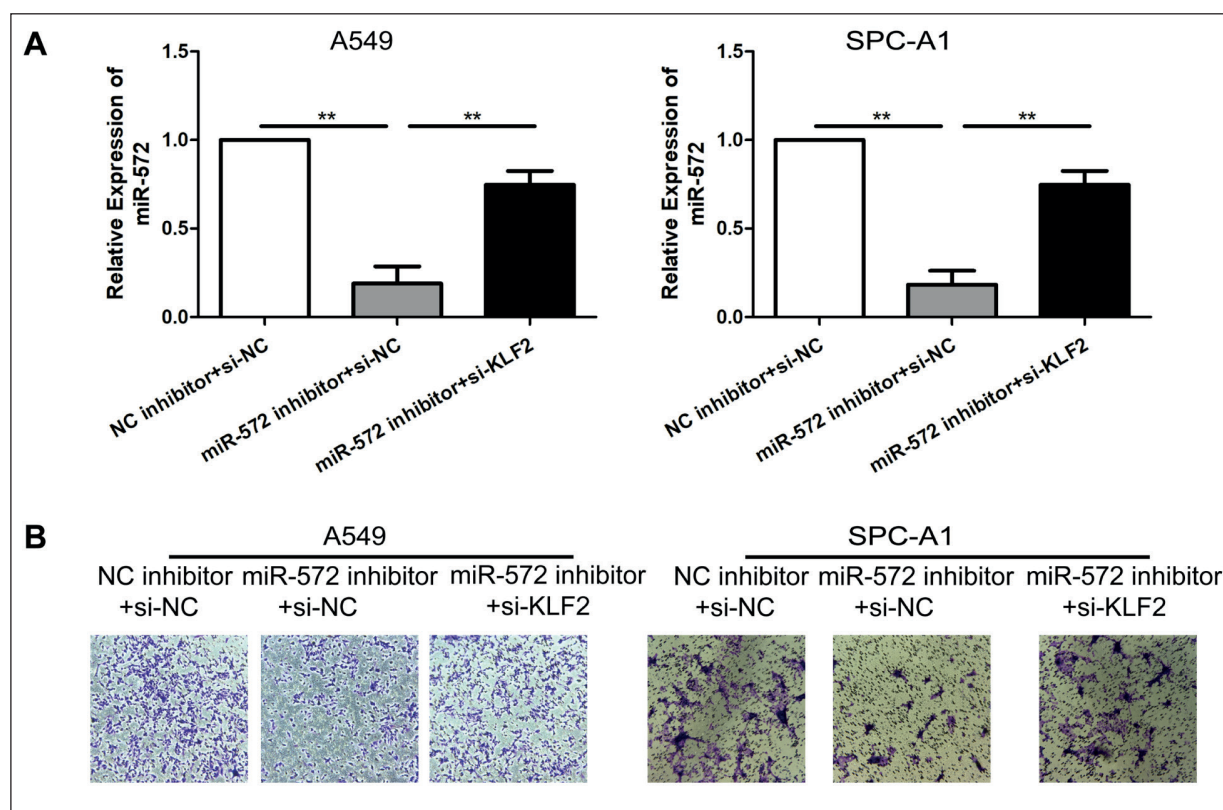 A
A549
Relative Expression of
miR-572
1.5
1.0
0.5
0.0
**
**
NC inhibitor+si-NC
miR-572 inhibitor+si-NC
miR-572 inhibitor+si-KLF2
SPC-A1
Relative Expression of
miR-572
1.5
1.0
0.5
0.0
**
**
NC inhibitor+si-NC
miR-572 inhibitor+si-NC
miR-572 inhibitor+si-KLF2
B
A549
NC inhibitor
+si-NC
miR-572 inhibitor
+si-NC
miR-572 inhibitor
+si-KLF2
SPC-A1
NC inhibitor
+si-NC
miR-572 inhibitor
+si-NC
miR-572 inhibitor
+si-KLF2